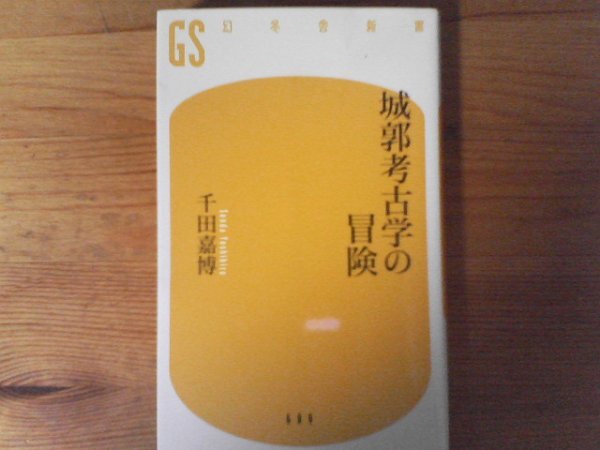 GS 幻冬舎新書
城郭考古学の
冒険
千田嘉博
Senda Yoshihiro